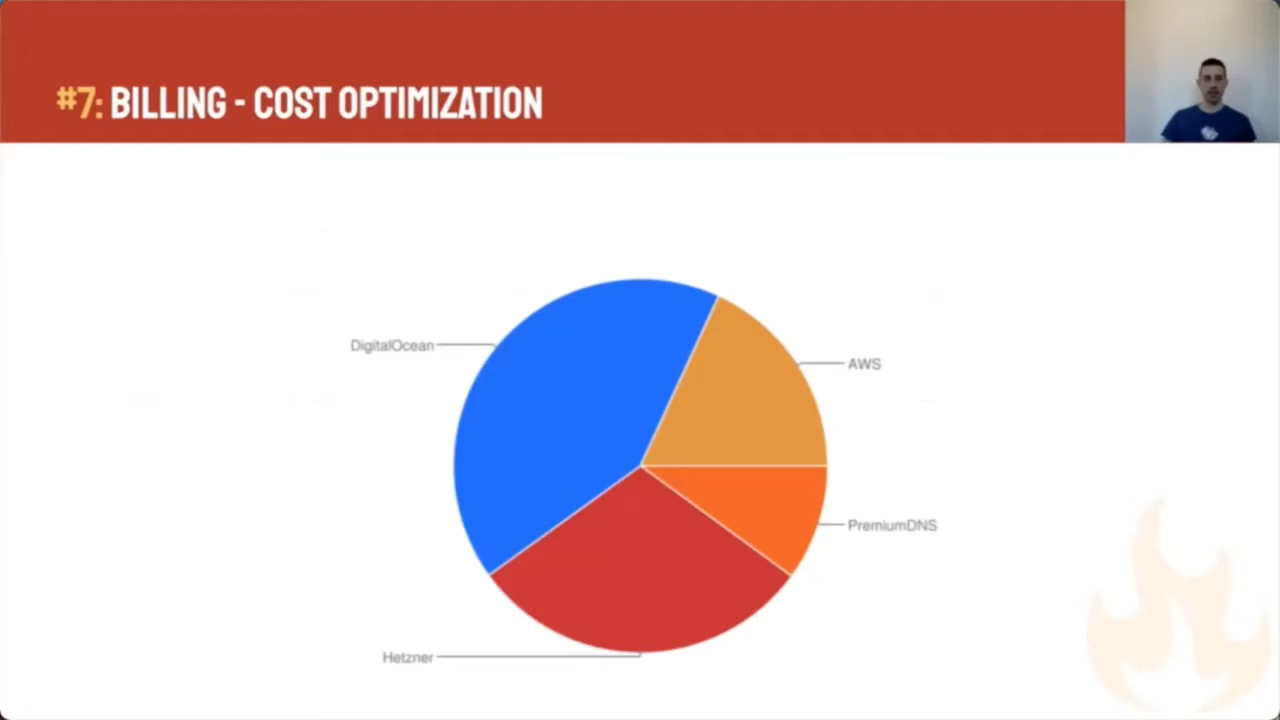 #7: BILLING - COST OPTIMIZATION
DigitalOcean
AWS
PremiumDNS
Hetzner